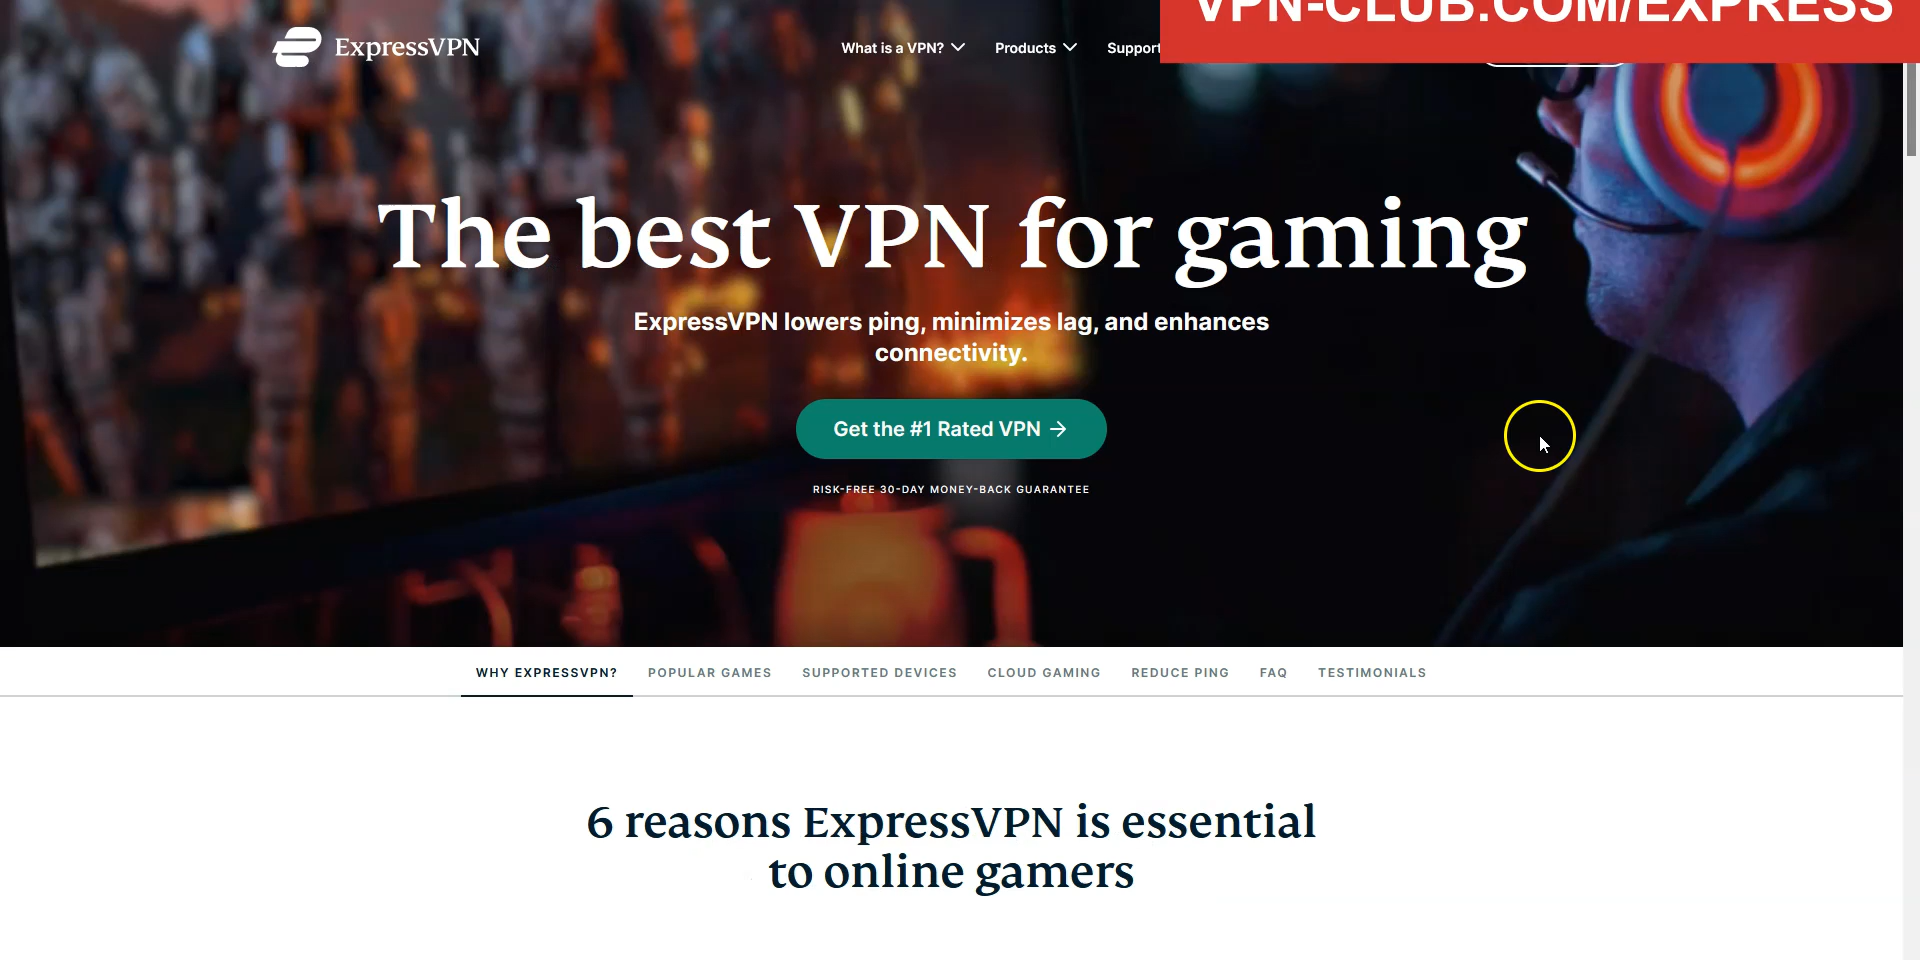 VPN-CLUB.COM/EXPRESS
ExpressVPN
What is a VPN? Products Support
The best VPN for gaming
ExpressVPN lowers ping, minimizes lag, and enhances
connectivity.
Get the #1 Rated VPN →
RISK-FREE 30-DAY MONEY-BACK GUARANTEE
WHY EXPRESSVPN? POPULAR GAMES SUPPORTED DEVICES CLOUD GAMING REDUCE PING FAQ TESTIMONIALS
6 reasons ExpressVPN is essential
to online gamers